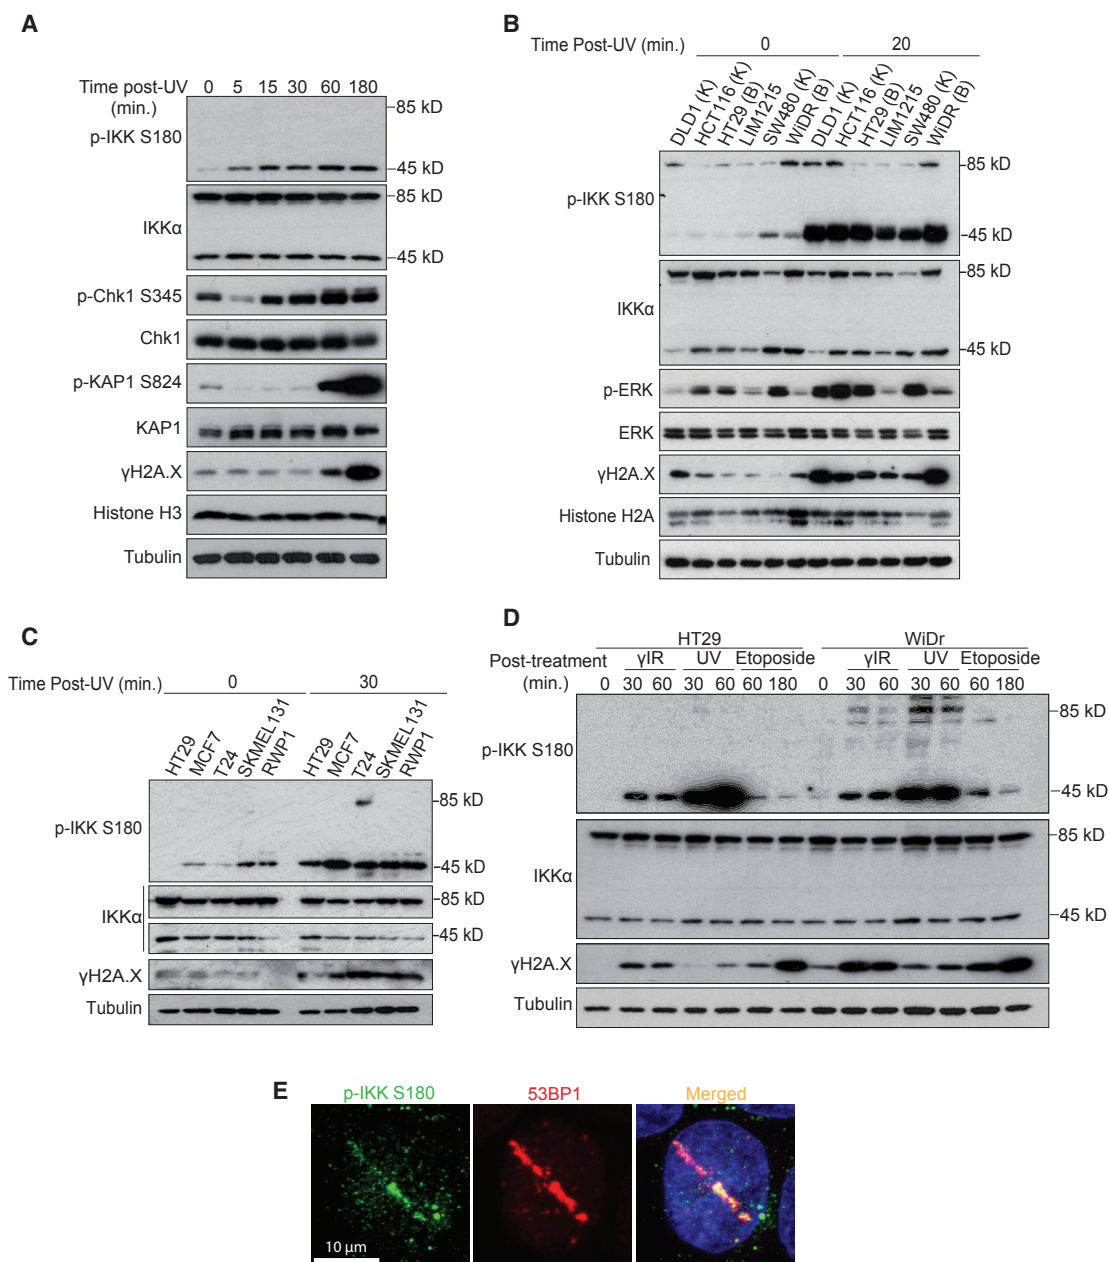 A
Time post-UV 0 5 15 30 60 180
(min.)
p-IKK S180
85 kD
45 kD
IKKα
85 kD
45 kD
p-Chk1 S345
Chk1
p-KAP1 S824
KAP1
γH2A.X
Histone H3
Tubulin
B
Time Post-UV (min.) 0 20
DLD1 (K) HCT116 (K) HT29 (B) LIM1215 SW480 (K) WiDR (B) DLD1 (K) HCT116 (K) HT29 (B) LIM1215 SW480 (K) WiDR (B)
p-IKK S180
85 kD
45 kD
IKKα
85 kD
45 kD
p-ERK
ERK
γH2A.X
Histone H2A
Tubulin
C
Time Post-UV (min.) 0 30
HT29 MCF7 T24 SKMEL131 RWP1 HT29 MCF7 T24 SKMEL131 RWP1
p-IKK S180
85 kD
45 kD
IKKα
85 kD
45 kD
γH2A.X
Tubulin
D
HT29 WiDr
Post-treatment γIR UV Etoposide γIR UV Etoposide
(min.) 0 30 60 30 60 60 180 0 30 60 30 60 60 180
p-IKK S180
85 kD
45 kD
IKKα
85 kD
45 kD
γH2A.X
Tubulin
E
p-IKK S180 53BP1 Merged
10 μm